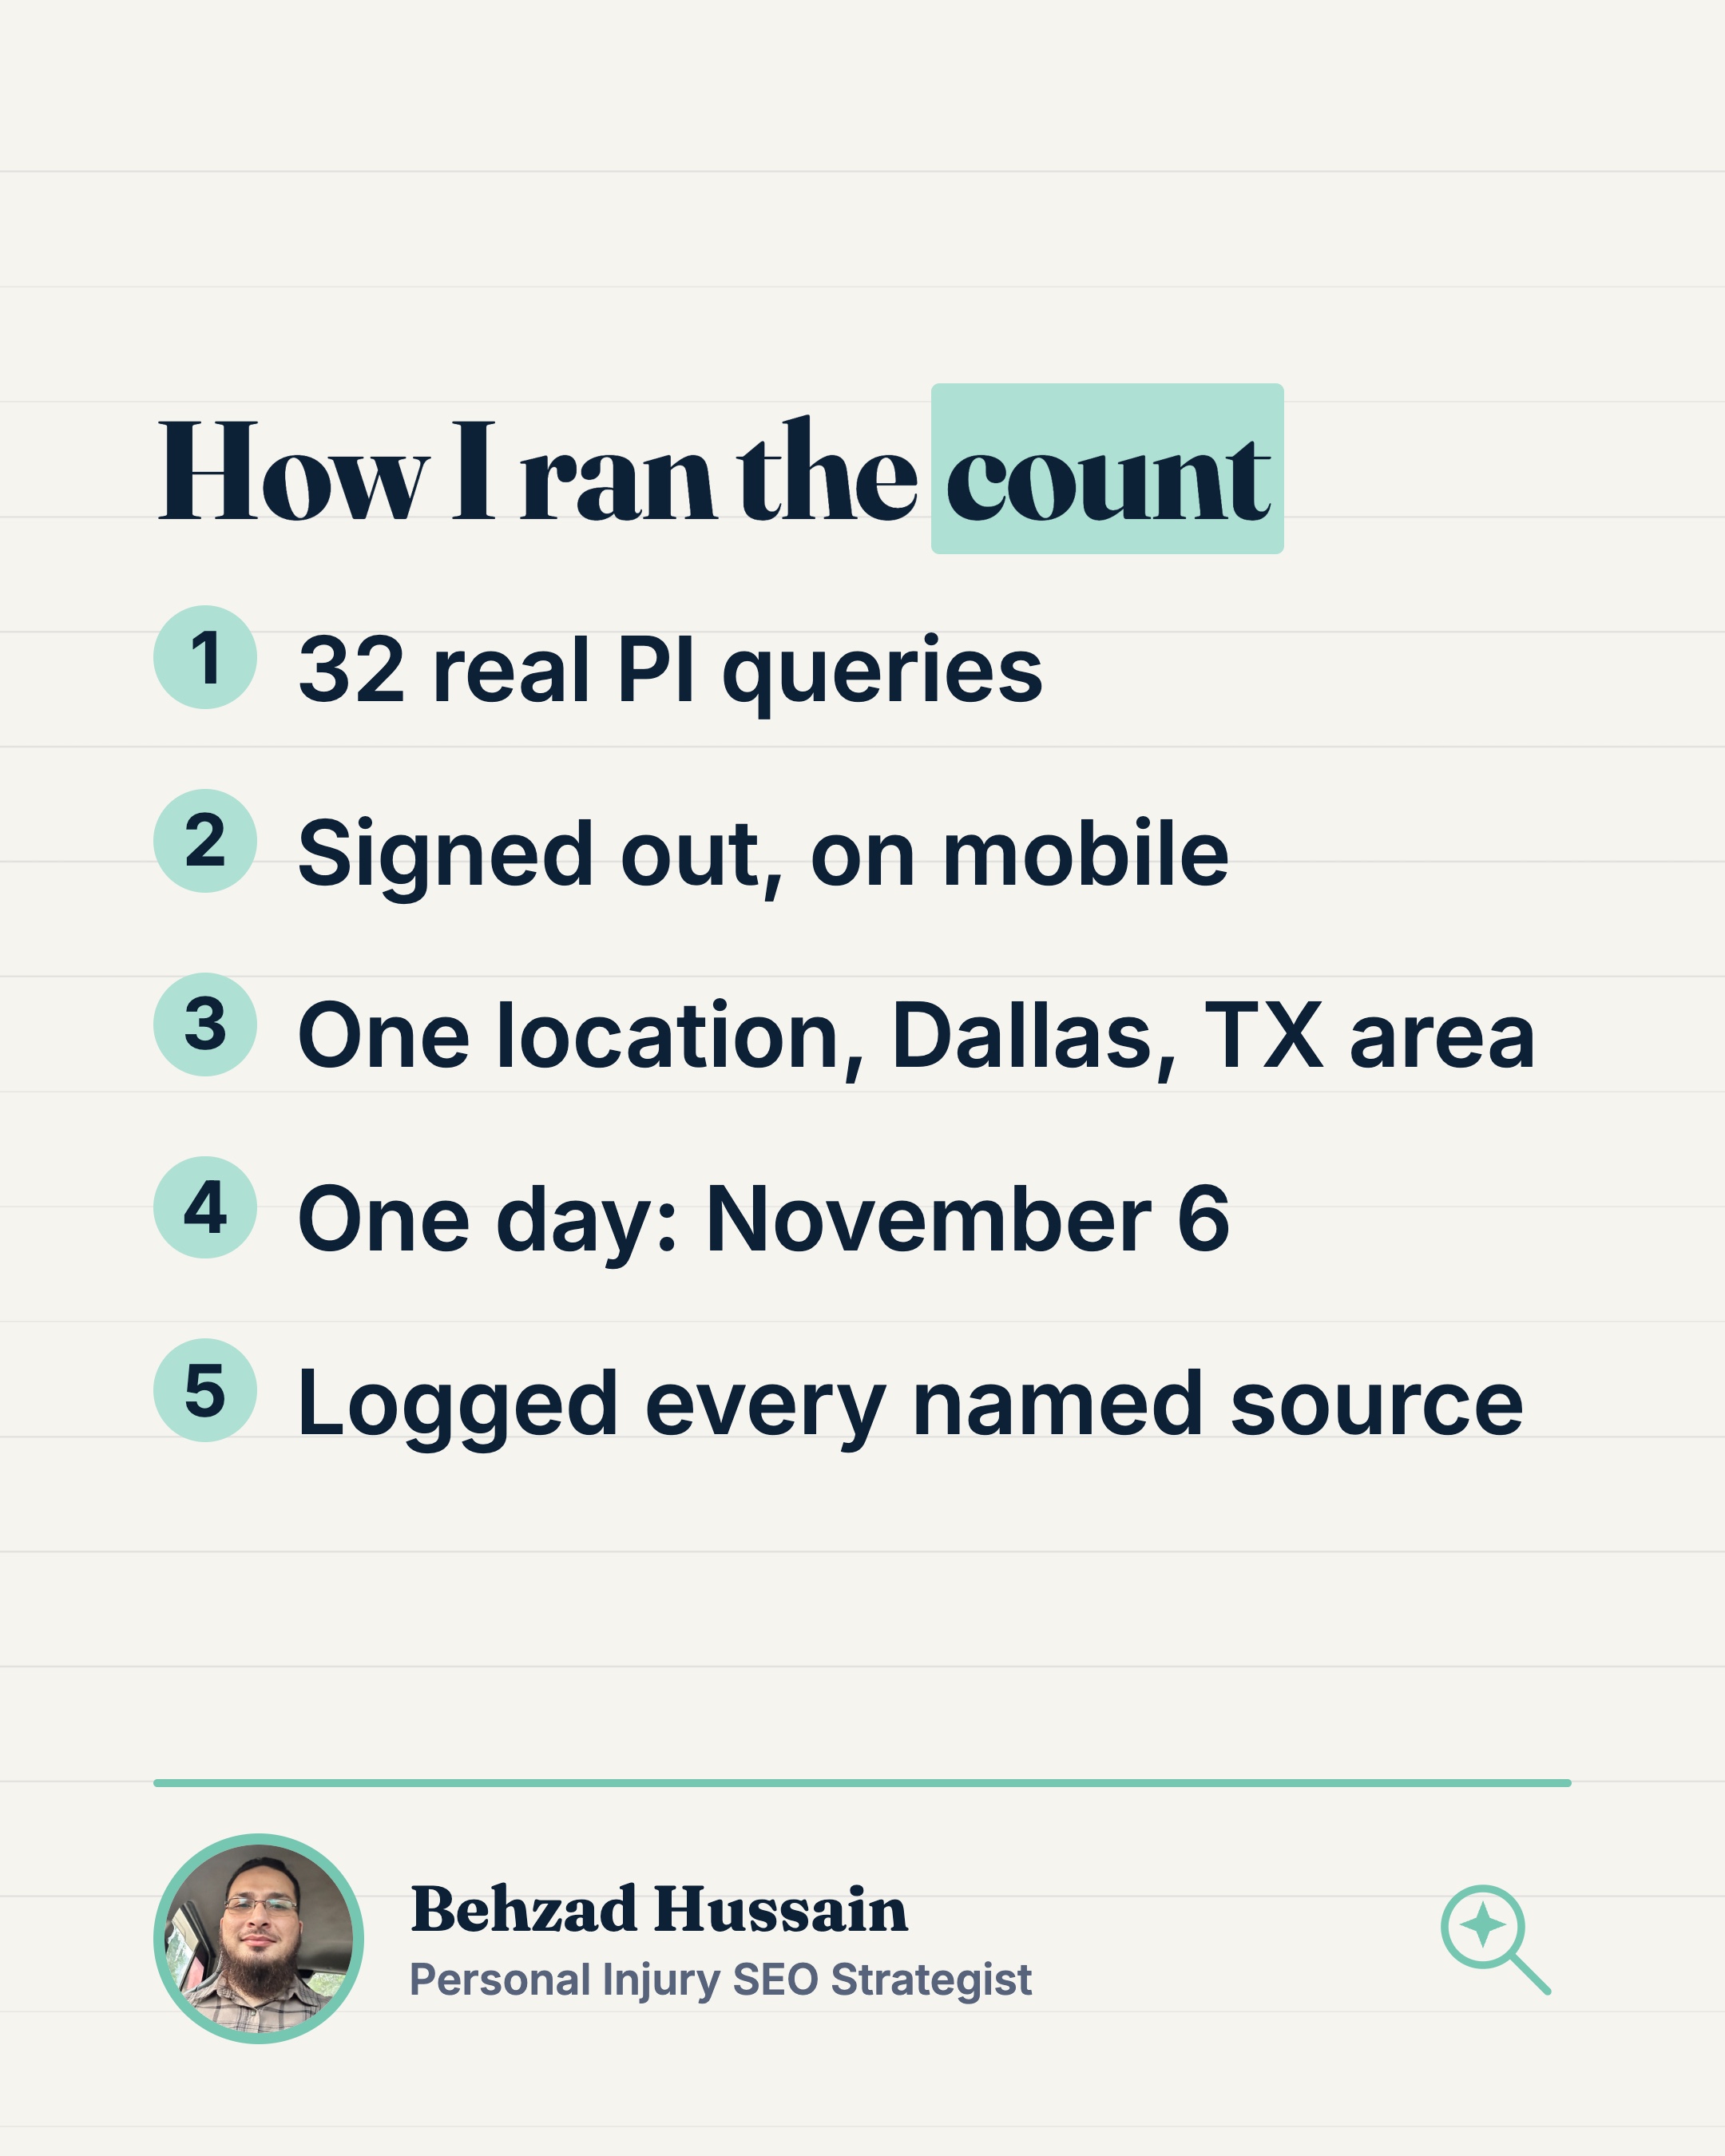 How I ran the count
1 32 real PI queries
2 Signed out, on mobile
3 One location, Dallas, TX area
4 One day: November 6
5 Logged every named source
Behzad Hussain
Personal Injury SEO Strategist